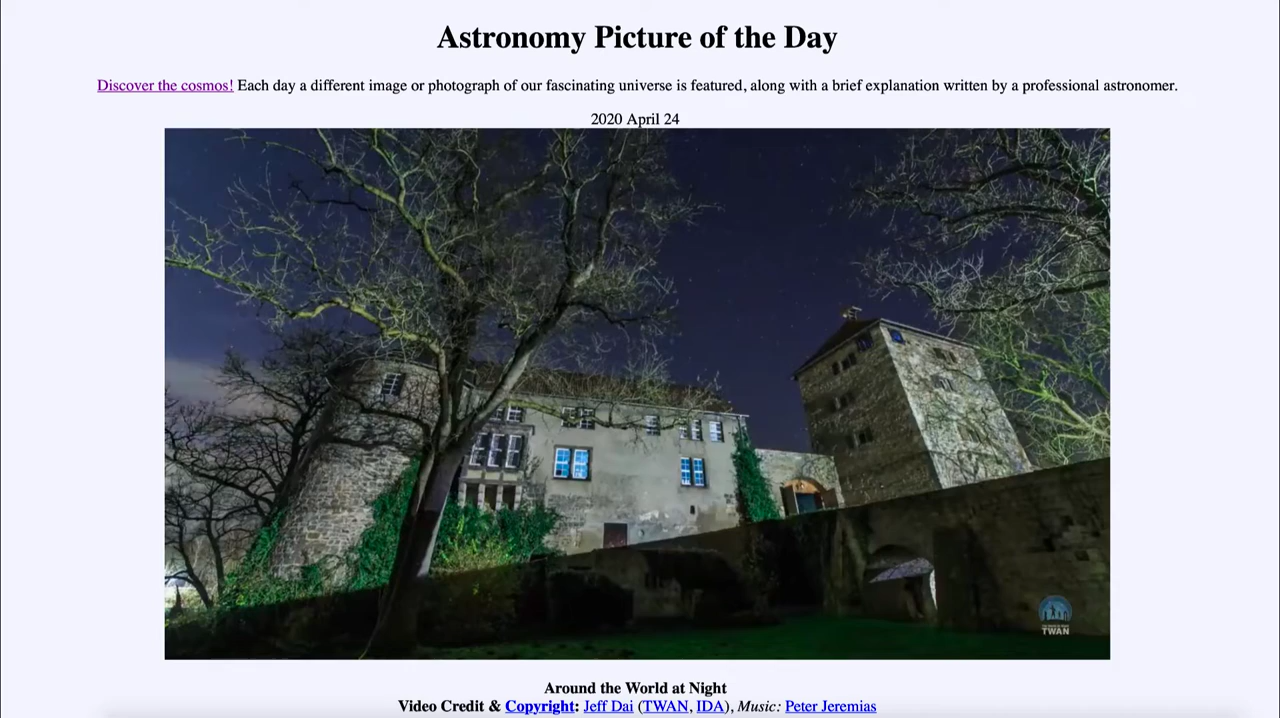 Astronomy Picture of the Day
Discover the cosmos! Each day a different image or photograph of our fascinating universe is featured, along with a brief explanation written by a professional astronomer.
2020 April 24
TWAN
Around the World at Night
Video Credit & Copyright: Jeff Dai (TWAN, IDA), Music: Peter Jeremias